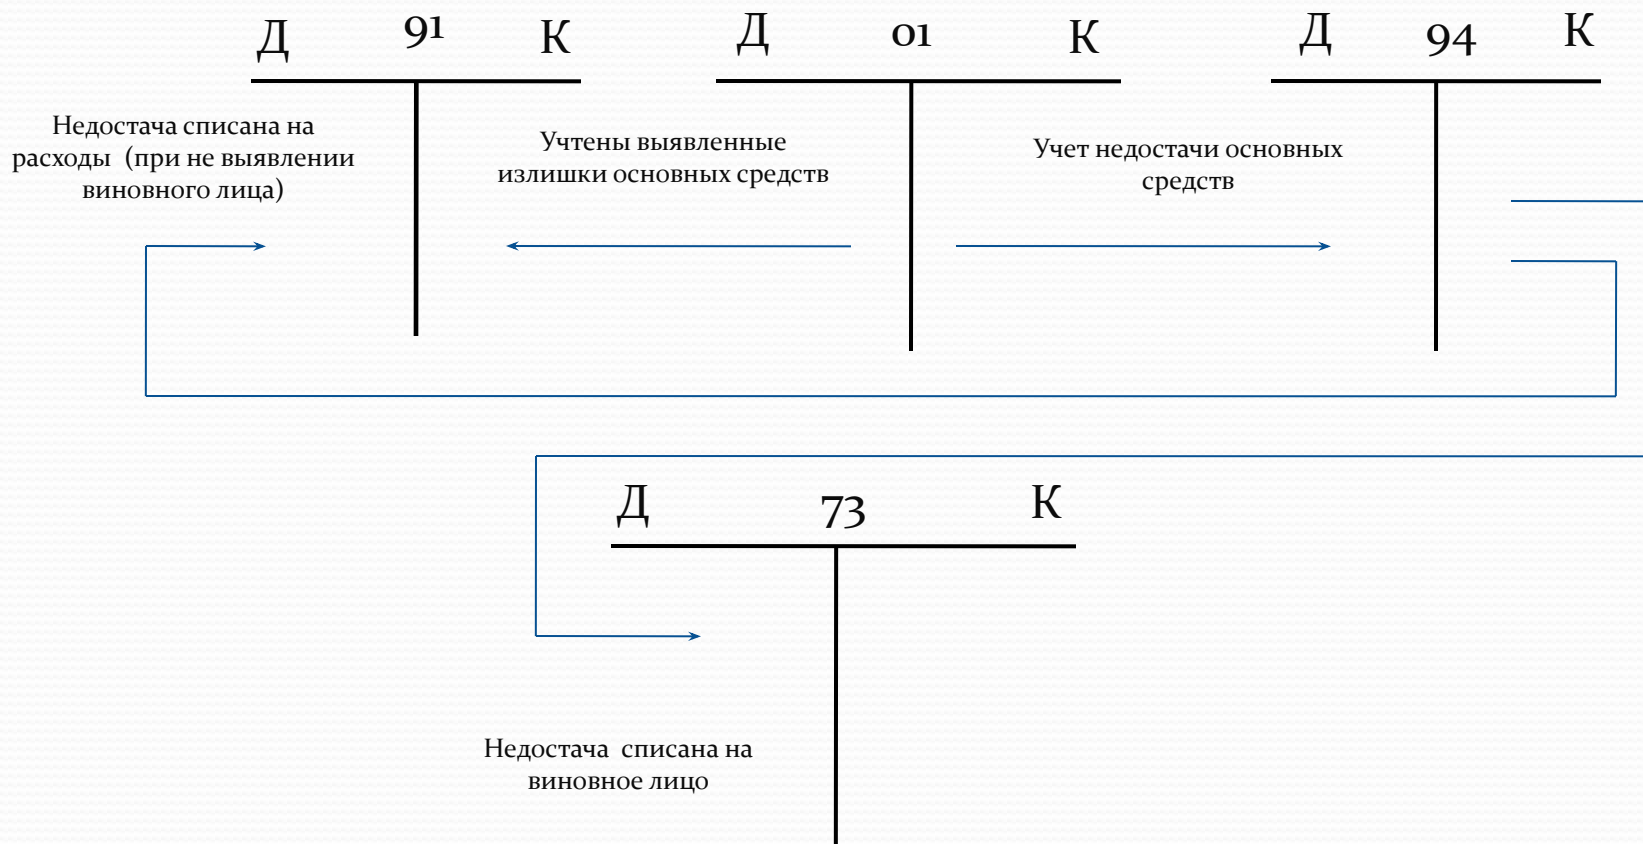 Д 91 К
Д 01 К
Д 94 К
Недостача списана на
расходы (при не выявлении
виновного лица)
Учтены выявленные
излишки основных средств
Учет недостачи основных
средств
Д 73 К
Недостача списана на
виновное лицо